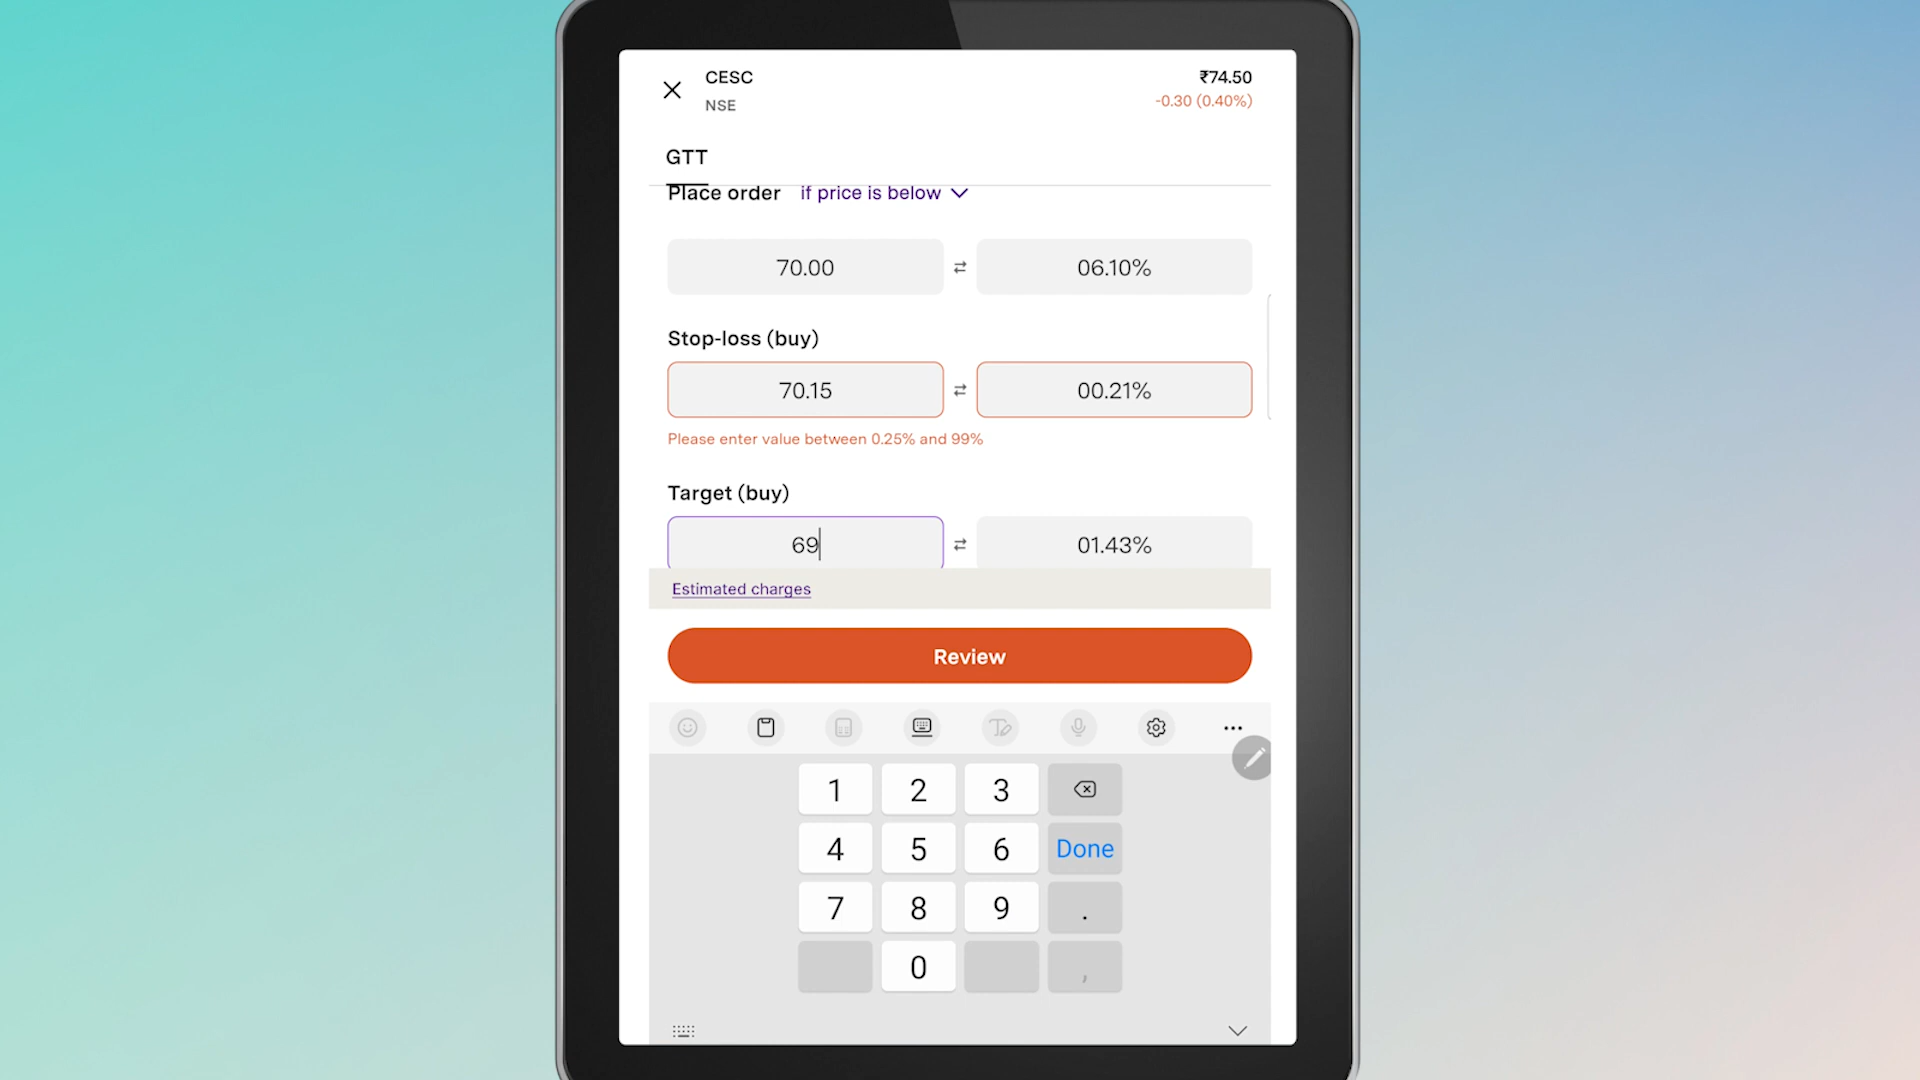 CESC
₹74.50
NSE
-0.30 (0.40%)
GTT
Place order if price is below
70.00
06.10%
Stop-loss (buy)
70.15
00.21%
Please enter value between 0.25% and 99%
Target (buy)
69
01.43%
Estimated charges
Review
1 2 3
4 5 6 Done
7 8 9 .
0 ,